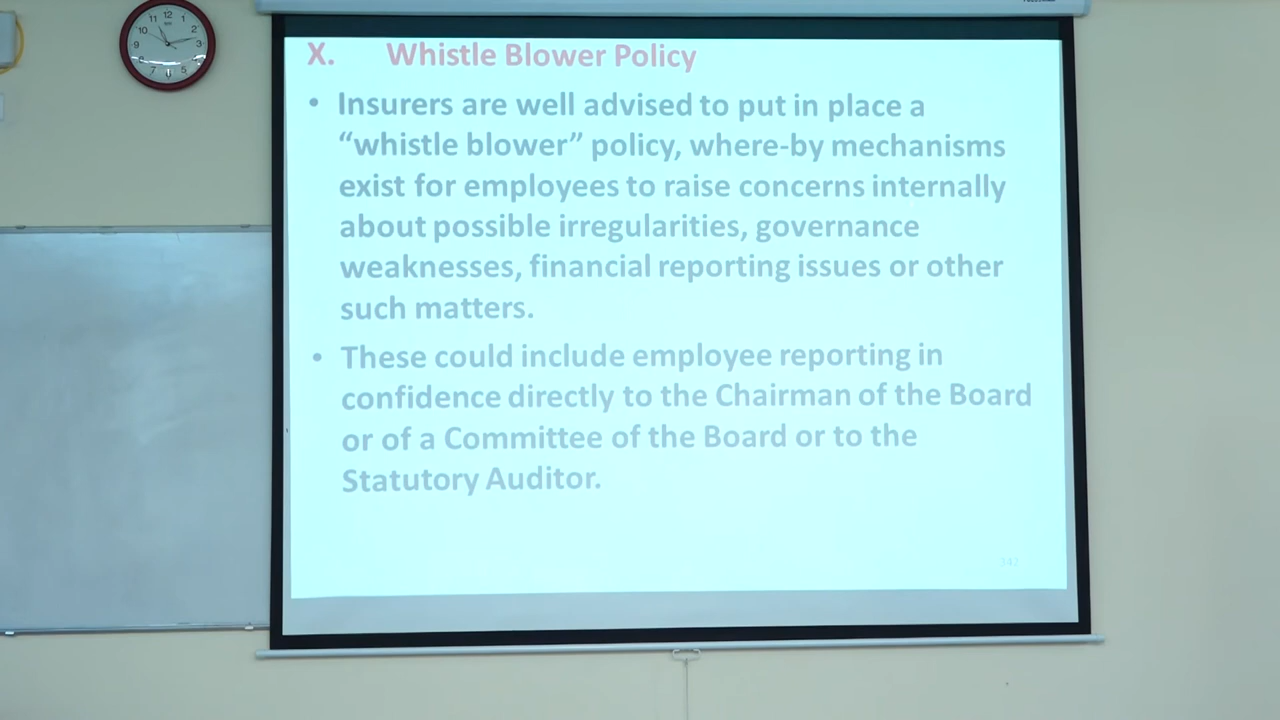 X. Whistle Blower Policy
• Insurers are well advised to put in place a
“whistle blower” policy, where-by mechanisms
exist for employees to raise concerns internally
about possible irregularities, governance
weaknesses, financial reporting issues or other
such matters.
• These could include employee reporting in
confidence directly to the Chairman of the Board
or of a Committee of the Board or to the
Statutory Auditor.